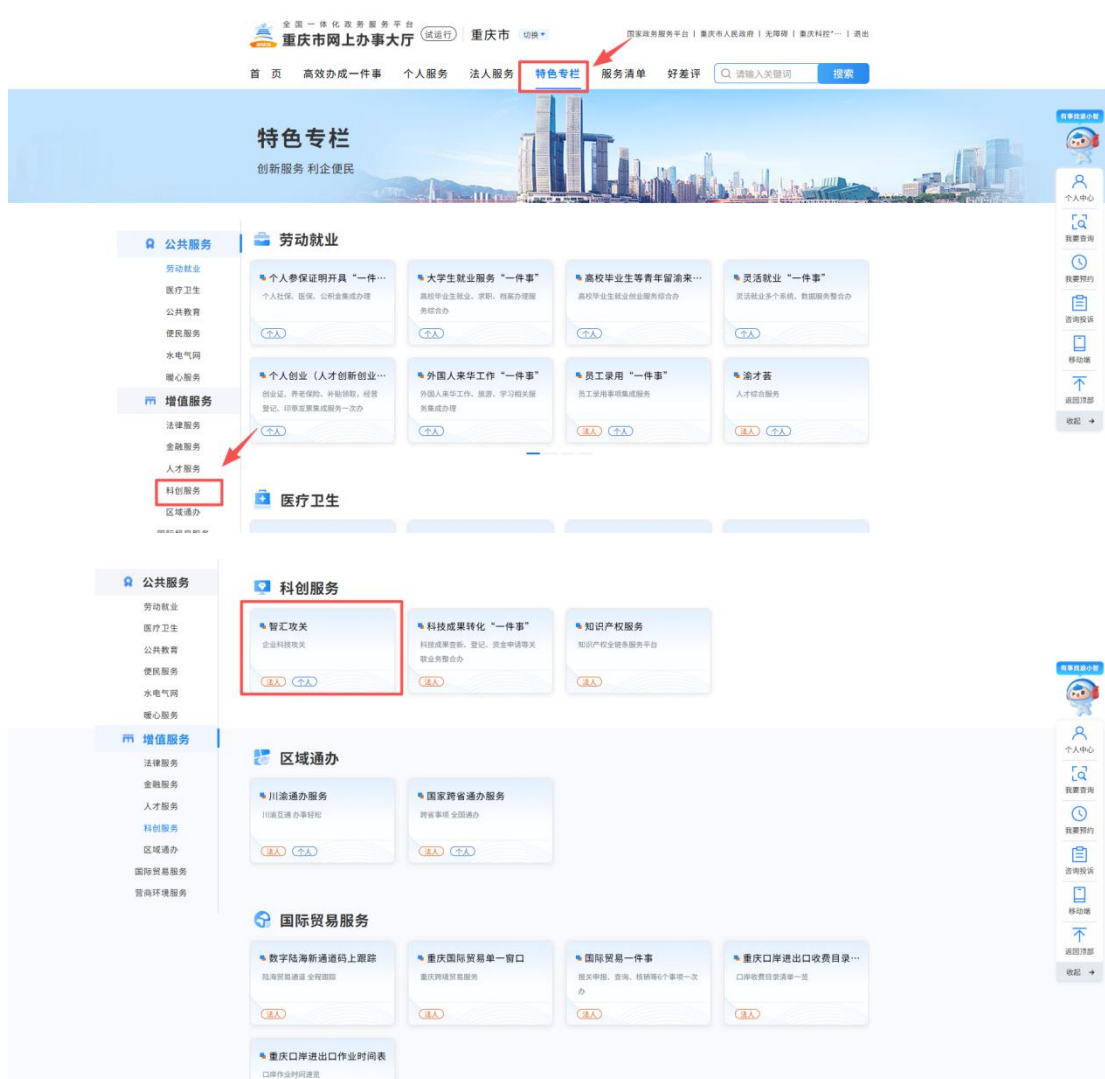 全国一体化政务服务平台
重庆市网上办事大厅 (试运行) 重庆市 切换
国家政务服务平台 | 重庆市人民政府 | 无障碍 | 重庆科控*… | 退出
首 页 高效办成一件事 个人服务 法人服务 特色专栏 服务清单 好差评 请输入关键词 搜索
特色专栏
创新服务 利企便民
有事找渝小智
个人中心
我要查询
我要预约
咨询投诉
移动端
返回顶部
收起 →
公共服务
劳动就业
医疗卫生
公共教育
便民服务
水电气网
暖心服务
增值服务
法律服务
金融服务
人才服务
科创服务
区域通办
国际贸易服务
劳动就业
个人参保证明开具“一件…
个人社保、医保、公积金集成办理
个人
大学生就业服务“一件事”
高校毕业生就业、求职、档案办理服
务综合办
个人
高校毕业生等青年留渝来…
高校毕业生就业创业服务综合办
个人
灵活就业“一件事”
灵活就业多个系统、数据服务整合办
个人
个人创业（人才创新创业…
创业证、养老保险、补贴领取，经营
登记、印章发票集成服务一次办
个人
外国人来华工作“一件事”
外国人来华工作、旅游、学习相关服
务集成办理
个人
员工录用“一件事”
员工录用事项集成服务
法人 个人
渝才荟
人才综合服务
法人 个人
医疗卫生
公共服务
劳动就业
医疗卫生
公共教育
便民服务
水电气网
暖心服务
增值服务
法律服务
金融服务
人才服务
科创服务
区域通办
国际贸易服务
营商环境服务
科创服务
智汇攻关
企业科技攻关
法人 个人
科技成果转化“一件事”
科技成果查新、登记、资金申请等关
联业务整合办
法人
知识产权服务
知识产权全链条服务平台
法人
区域通办
川渝通办服务
川渝互通 办事轻松
法人 个人
国家跨省通办服务
跨省事项 全国通办
法人 个人
国际贸易服务
数字陆海新通道码上跟踪
陆海贸易通道 全程跟踪
法人
重庆国际贸易单一窗口
重庆跨境贸易服务
法人
国际贸易一件事
报关申报、查询、核销等6个事项一次
办
法人
重庆口岸进出口收费目录…
口岸收费目录清单一览
法人
重庆口岸进出口作业时间表
口岸作业时间速览
有事找渝小智
个人中心
我要查询
我要预约
咨询投诉
移动端
返回顶部
收起 →